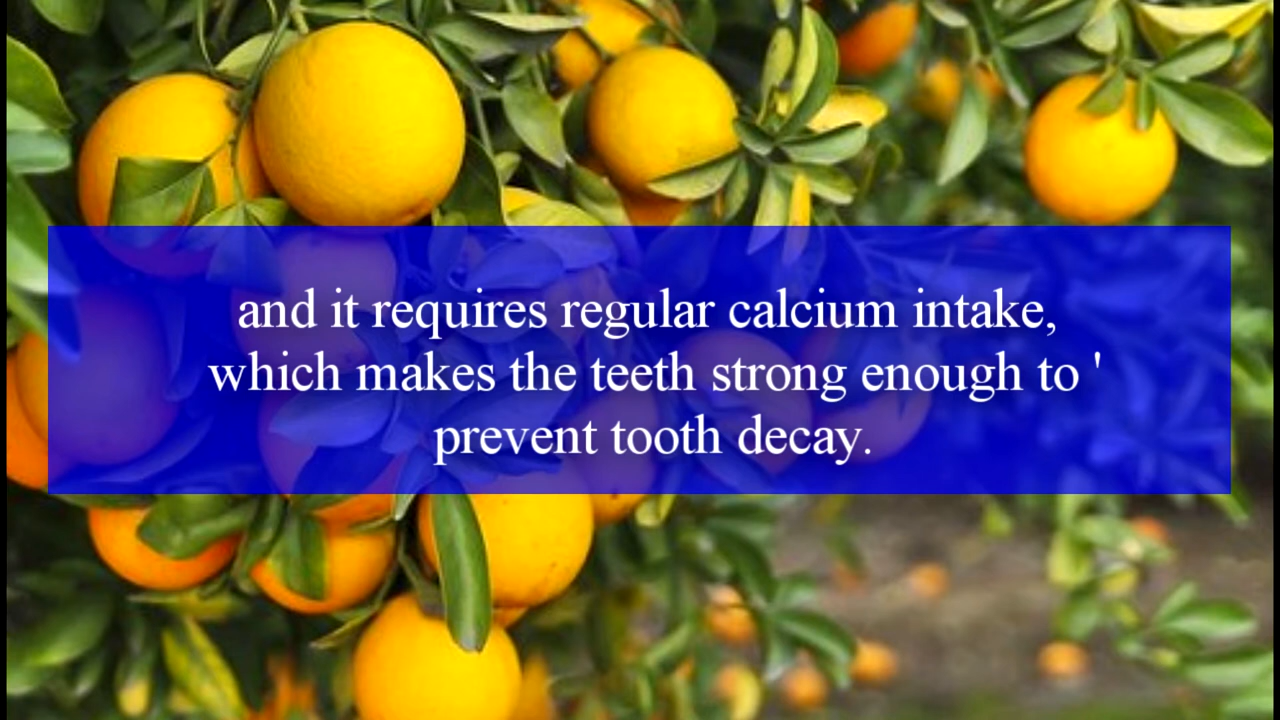 and it requires regular calcium intake,
which makes the teeth strong enough to '
prevent tooth decay.